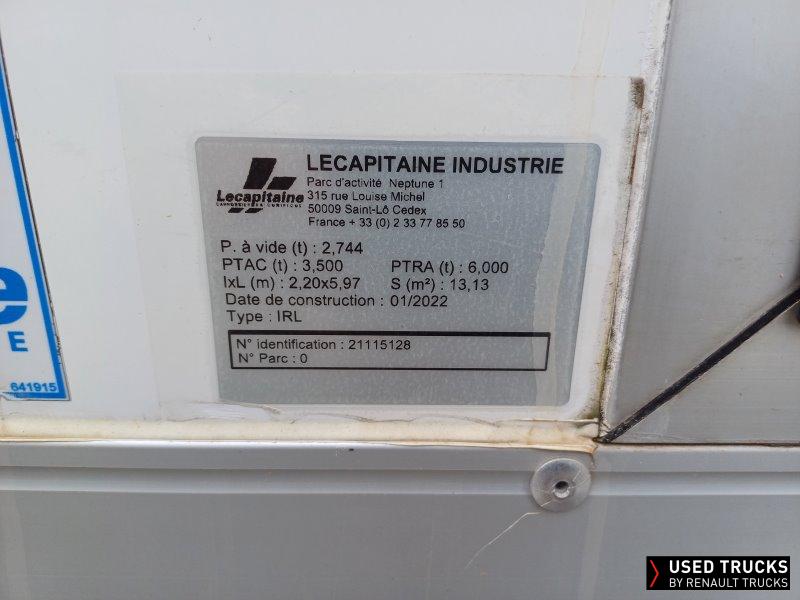 LECAPITAINE INDUSTRIE
Lecapitaine
Parc d'activité Neptune 1
315 rue Louise Michel
50009 Saint-Lô Cedex
France + 33 (0) 2 33 77 85 50
P. à vide (t) : 2,744
PTAC (t) : 3,500 PTRA (t) : 6,000
lxL (m) : 2,20x5,97 S (m²) : 13,13
Date de construction : 01/2022
Type : IRL
N° identification : 21115128
N° Parc : 0
e
E
641915
USED TRUCKS
BY RENAULT TRUCKS